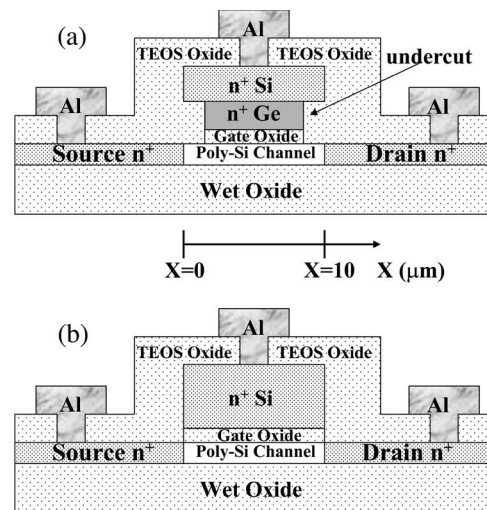 (a)
Al
TEOS Oxide TEOS Oxide
undercut
n+ Si
Al
n+ Ge
Al
Gate Oxide
Source n+ Poly-Si Channel Drain n+
Wet Oxide
X=0 X=10 X (μm)
(b)
Al
TEOS Oxide TEOS Oxide
Al
n+ Si
Al
Gate Oxide
Source n+ Poly-Si Channel Drain n+
Wet Oxide